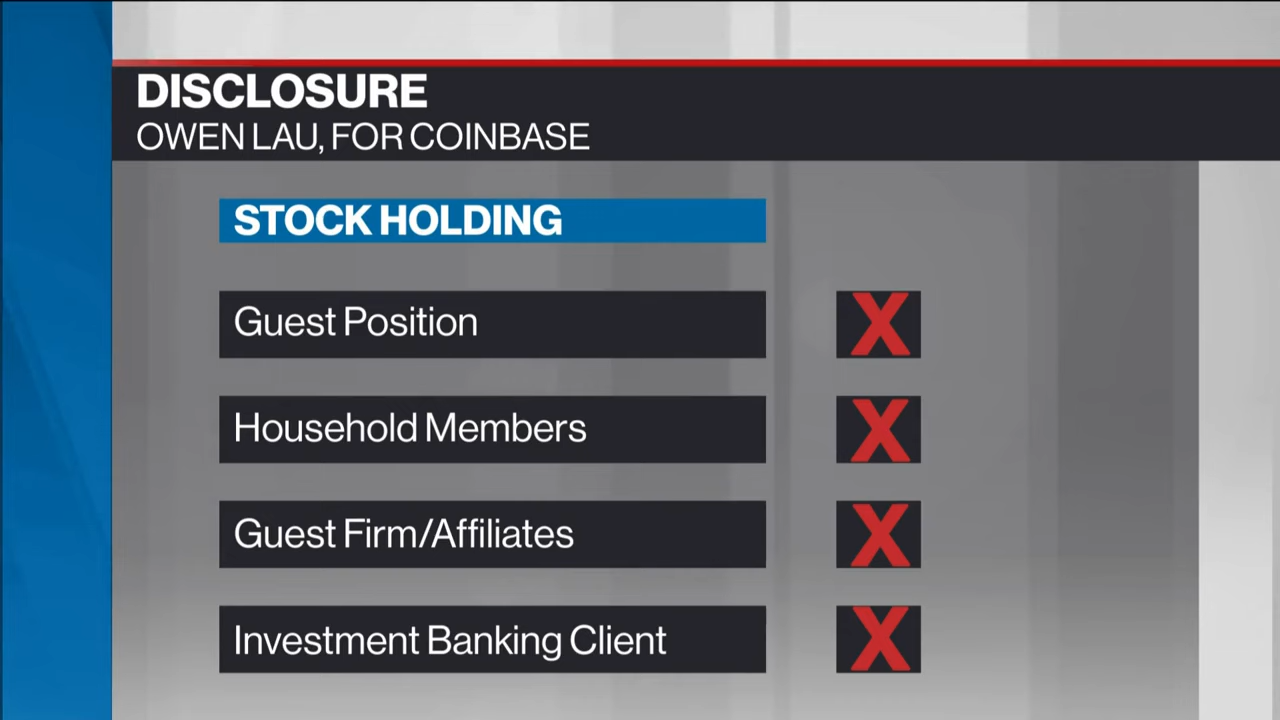 DISCLOSURE
OWEN LAU, FOR COINBASE
STOCK HOLDING
Guest Position
X
Household Members
X
Guest Firm/Affiliates
X
Investment Banking Client
X